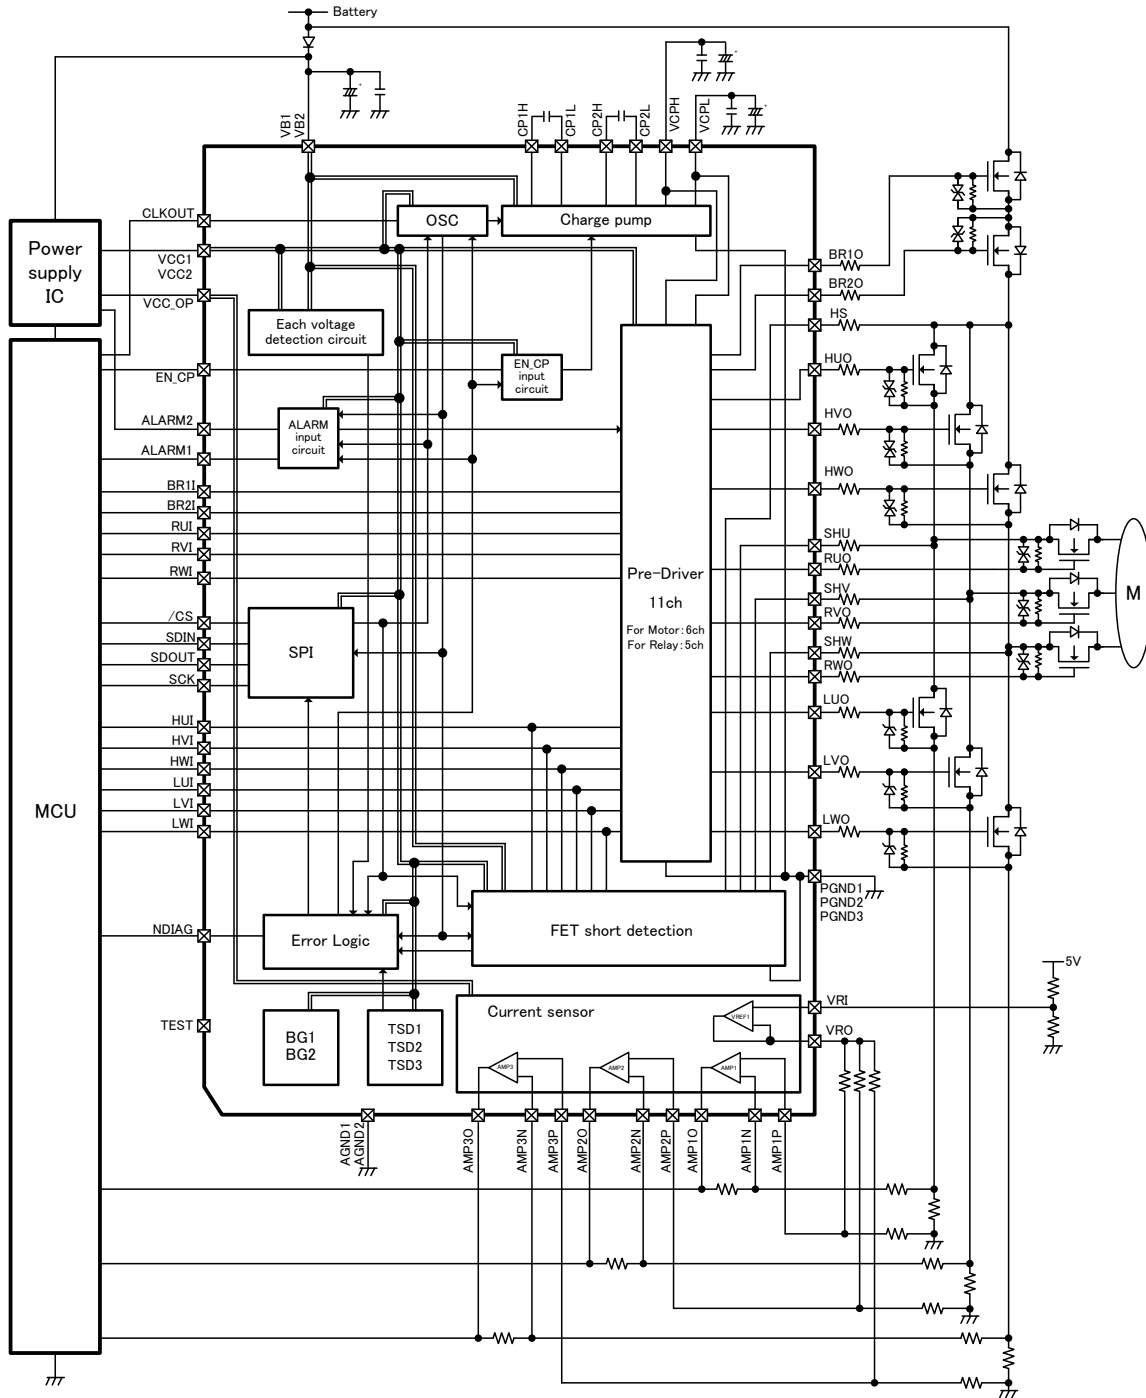 Battery
VB1
VB2
CP1H
CP1L
CP2H
CP2L
VCPH
VCPL
Power
supply
IC
CLKOUT
VCC1
VCC2
VCC_OP
OSC
Charge pump
Each voltage
detection circuit
EN_CP
EN_CP
input
circuit
ALARM2
ALARM
input
circuit
ALARM1
BR1I
BR2I
RUI
RVI
RWI
/CS
SDIN
SDOUT
SCK
SPI
HUI
HVI
HWI
LUI
LVI
LWI
MCU
Pre-Driver
11ch
For Motor:6ch
For Relay:5ch
BR1O
BR2O
HS
HUO
HVO
HWO
SHU
RUO
SHV
RVO
SHW
RWO
M
LUO
LVO
LWO
PGND1
PGND2
PGND3
NDIAG
Error Logic
FET short detection
5V
TEST
BG1
BG2
TSD1
TSD2
TSD3
Current sensor
VREF1
VRI
VRO
AMP3
AMP2
AMP1
AGND1
AGND2
AMP3O
AMP3N
AMP3P
AMP2O
AMP2N
AMP2P
AMP1O
AMP1N
AMP1P